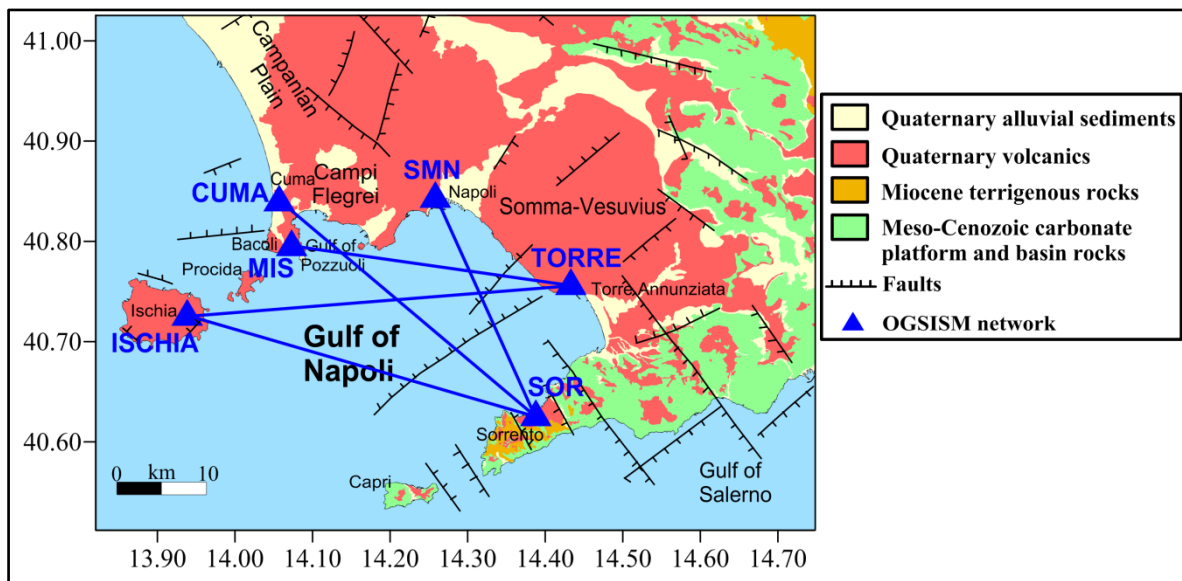 41.00
40.90
40.80
40.70
40.60
13.90 14.00 14.10 14.20 14.30 14.40 14.50 14.60 14.70
Campanian
Plain
Campi
Flegrei
SMN
Napoli
Cuma
CUMA
Somma-Vesuvius
Bacoli
Gulf of
Pozzuoli
MIS
Procida
TORRE
Torre Annunziata
Ischia
ISCHIA
Gulf of
Napoli
SOR
Sorrento
Capri
Gulf of
Salerno
0 km 10
Quaternary alluvial sediments
Quaternary volcanics
Miocene terrigenous rocks
Meso-Cenozoic carbonate
platform and basin rocks
Faults
OGSISM network